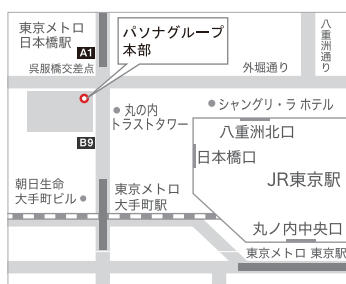 東京メトロ
日本橋駅
A1
パソナグループ
本部
八重洲通り
呉服橋交差点
外堀通り
丸の内
トラストタワー
シャングリ・ラ ホテル
八重洲北口
B9
日本橋口
JR東京駅
朝日生命
大手町ビル
東京メトロ
大手町駅
丸ノ内中央口
東京メトロ 東京駅